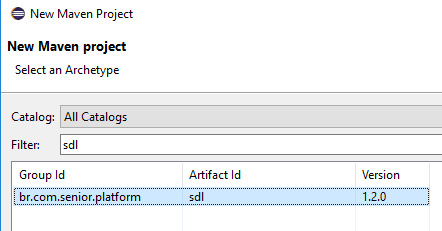 New Maven Project
New Maven project
Select an Archetype
Catalog: All Catalogs
Filter: sdl
Group Id Artifact Id Version
br.com.senior.platform sdl 1.2.0